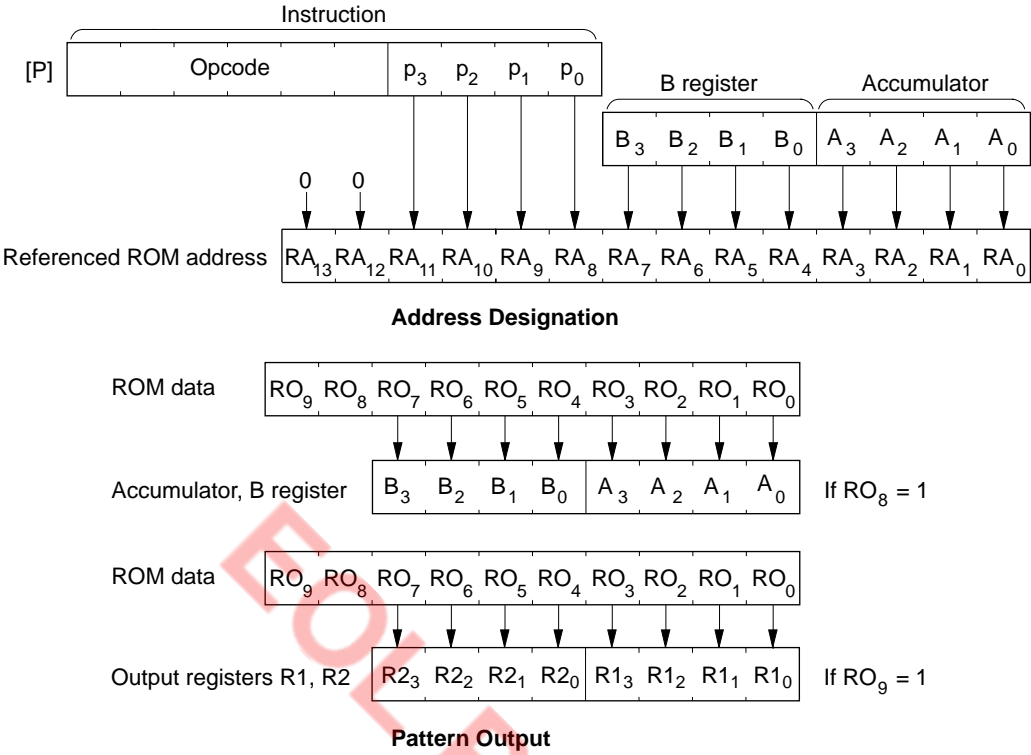 Instruction
[P] Opcode p3 p2 p1 p0
B register Accumulator
B3 B2 B1 B0 A3 A2 A1 A0
0 0
Referenced ROM address RA13 RA12 RA11 RA10 RA9 RA8 RA7 RA6 RA5 RA4 RA3 RA2 RA1 RA0
Address Designation
ROM data RO9 RO8 RO7 RO6 RO5 RO4 RO3 RO2 RO1 RO0
Accumulator, B register B3 B2 B1 B0 A3 A2 A1 A0 If RO8 = 1
ROM data RO9 RO8 RO7 RO6 RO5 RO4 RO3 RO2 RO1 RO0
Output registers R1, R2 R23 R22 R21 R20 R13 R12 R11 R10 If RO9 = 1
Pattern Output